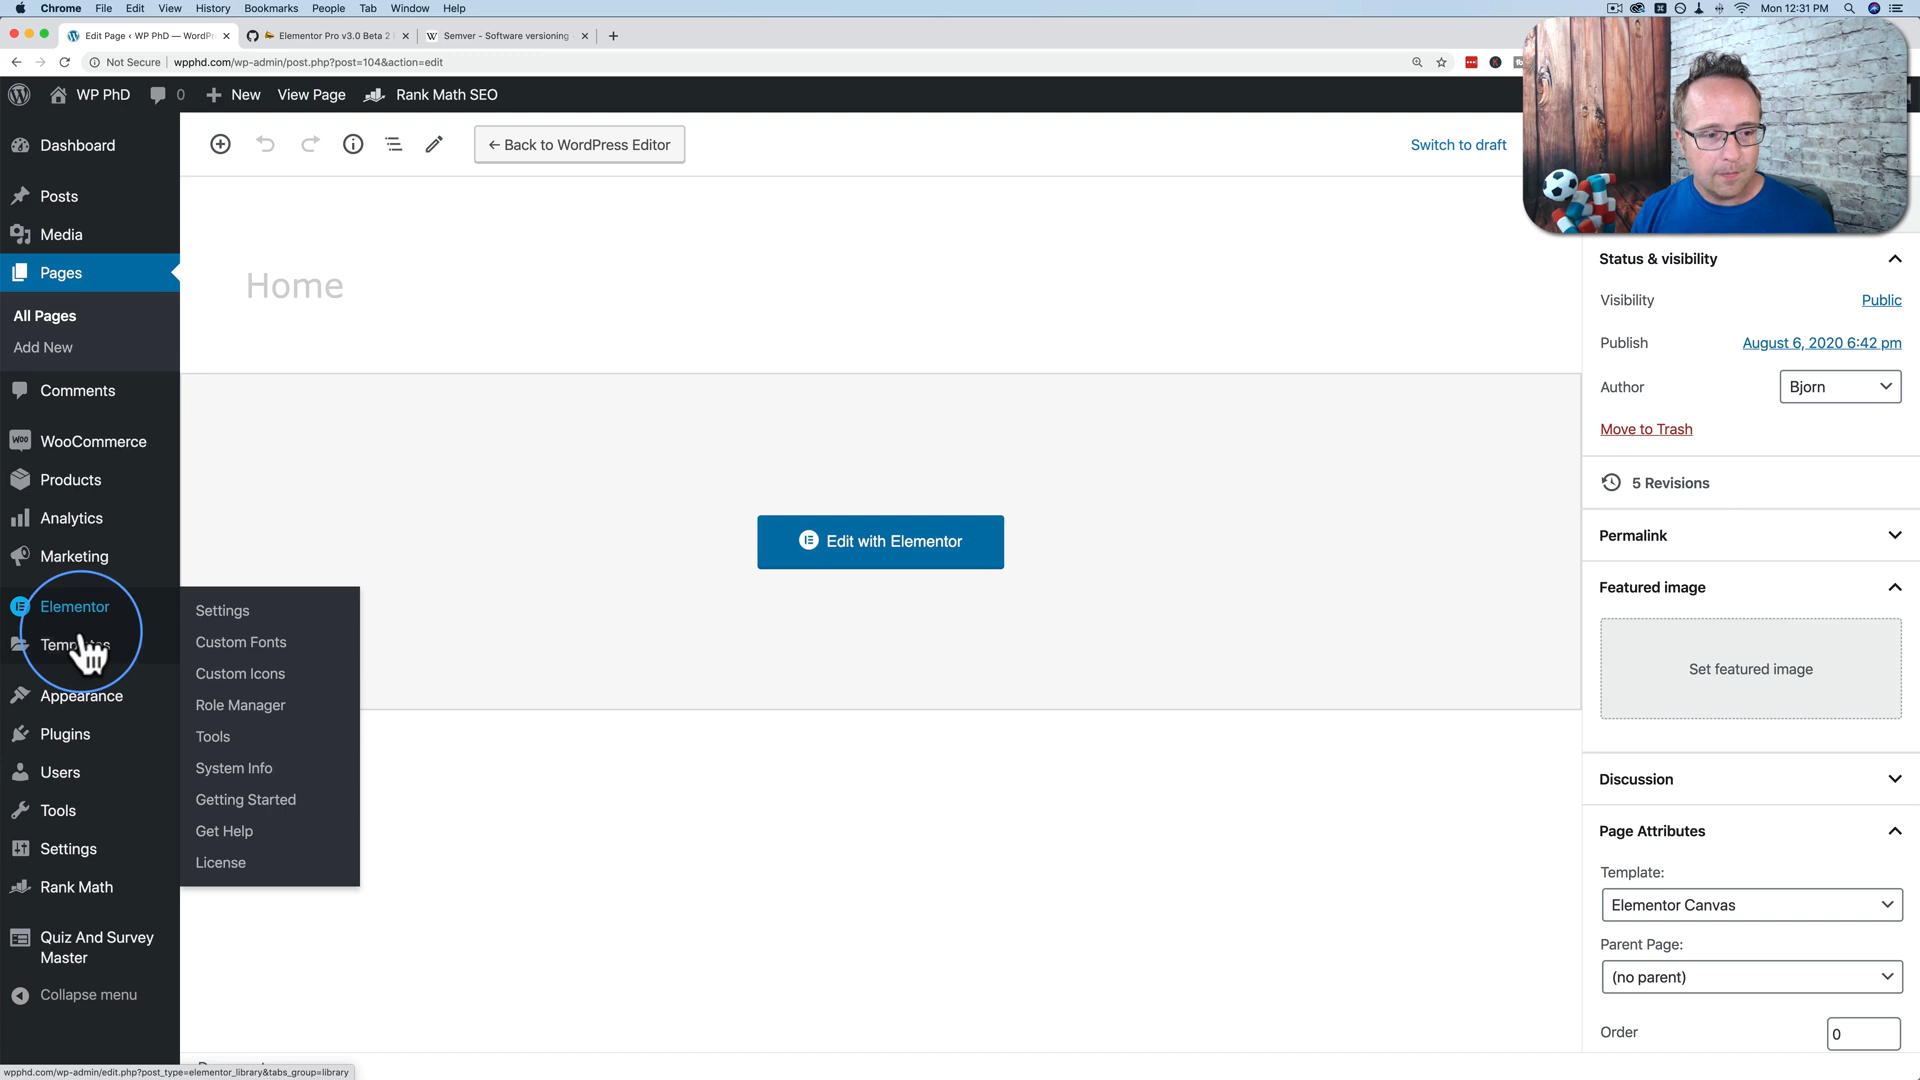 Chrome File Edit View History Bookmarks People Tab Window Help Mon 12:31 PM
Edit Page ‹ WP PhD — WordPr Elementor Pro v3.0 Beta 2 Semver - Software versioning
Not Secure wpphd.com/wp-admin/post.php?post=104&action=edit
WP PhD 0 New View Page Rank Math SEO
Dashboard
Posts
Media
Pages
All Pages
Add New
Comments
WooCommerce
Products
Analytics
Marketing
Elementor
Appearance
Plugins
Users
Tools
Settings
Rank Math
Quiz And Survey
Master
Collapse menu
Settings
Custom Fonts
Custom Icons
Role Manager
Tools
System Info
Getting Started
Get Help
License
← Back to WordPress Editor
Switch to draft
Home
Edit with Elementor
Status & visibility
Visibility Public
Publish August 6, 2020 6:42 pm
Author Bjorn
Move to Trash
5 Revisions
Permalink
Featured image
Set featured image
Discussion
Page Attributes
Template:
Elementor Canvas
Parent Page:
(no parent)
Order 0
wpphd.com/wp-admin/edit.php?post_type=elementor_library&tabs_group=library